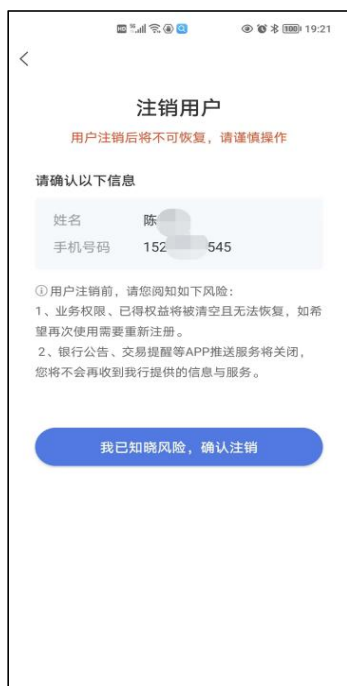 HD 5G 100 19:21
注销用户
用户注销后将不可恢复，请谨慎操作
请确认以下信息
姓名 陈
手机号码 152 545
用户注销前，请您阅知如下风险：
1、业务权限、已得权益将被清空且无法恢复，如希
望再次使用需要重新注册。
2、银行公告、交易提醒等APP推送服务将关闭，
您将不会再收到我行提供的信息与服务。
我已知晓风险，确认注销